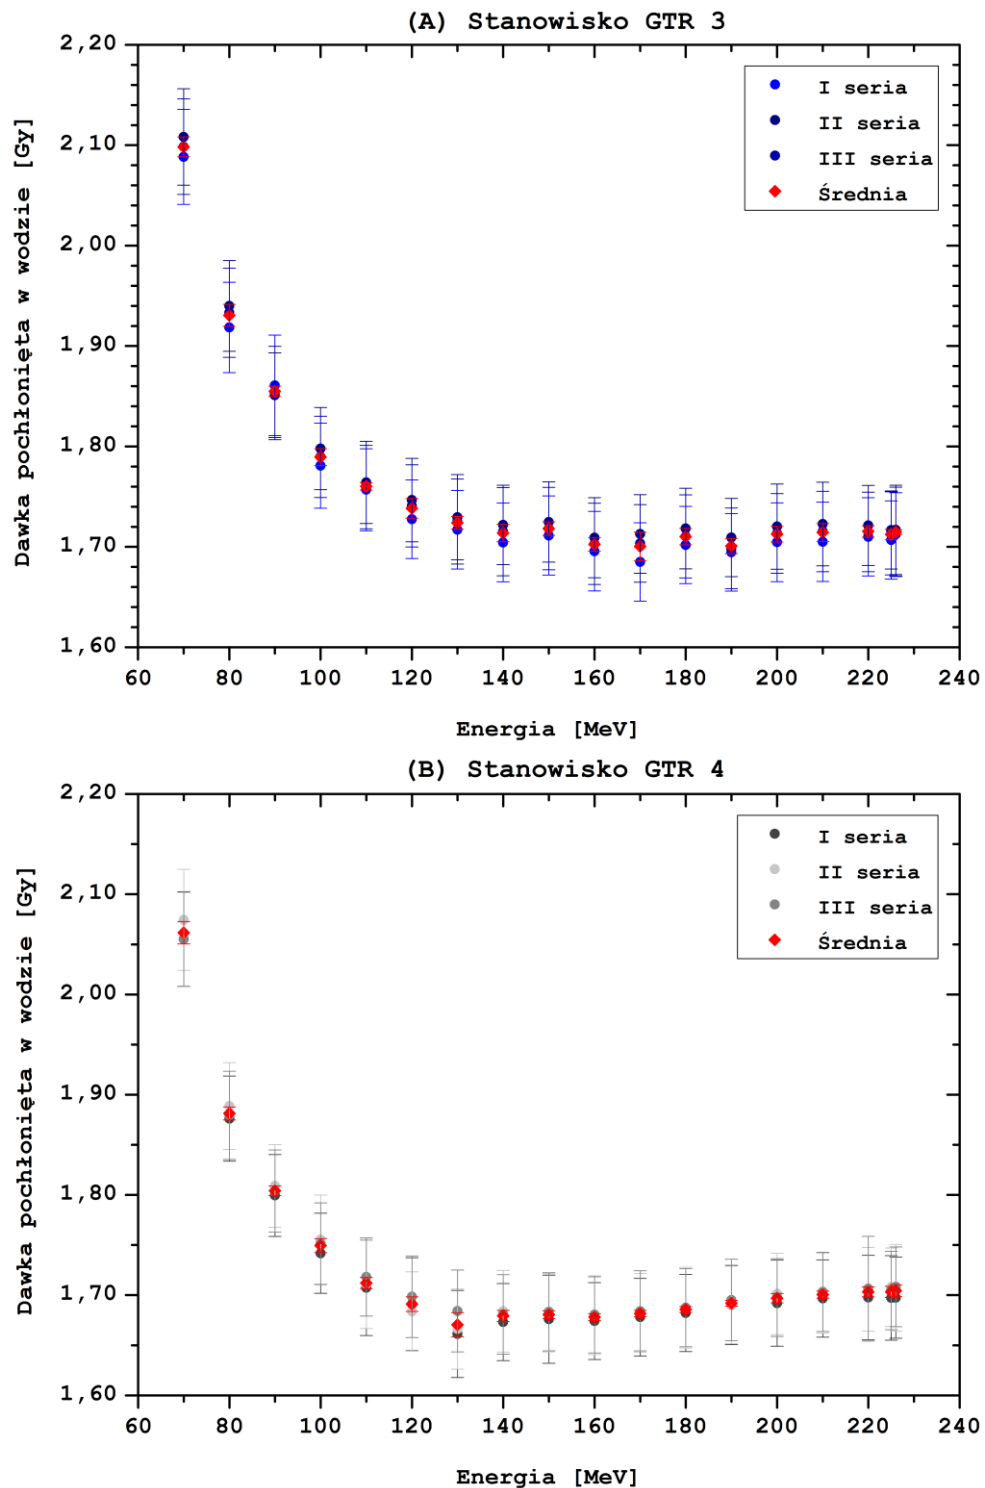 (A) Stanowisko GTR 3
Dawka pochłonięta w wodzie [Gy]
2,20
2,10
2,00
1,90
1,80
1,70
1,60
I seria
II seria
III seria
Średnia
60 80 100 120 140 160 180 200 220 240
Energia [MeV]
(B) Stanowisko GTR 4
Dawka pochłonięta w wodzie [Gy]
2,20
2,10
2,00
1,90
1,80
1,70
1,60
I seria
II seria
III seria
Średnia
60 80 100 120 140 160 180 200 220 240
Energia [MeV]